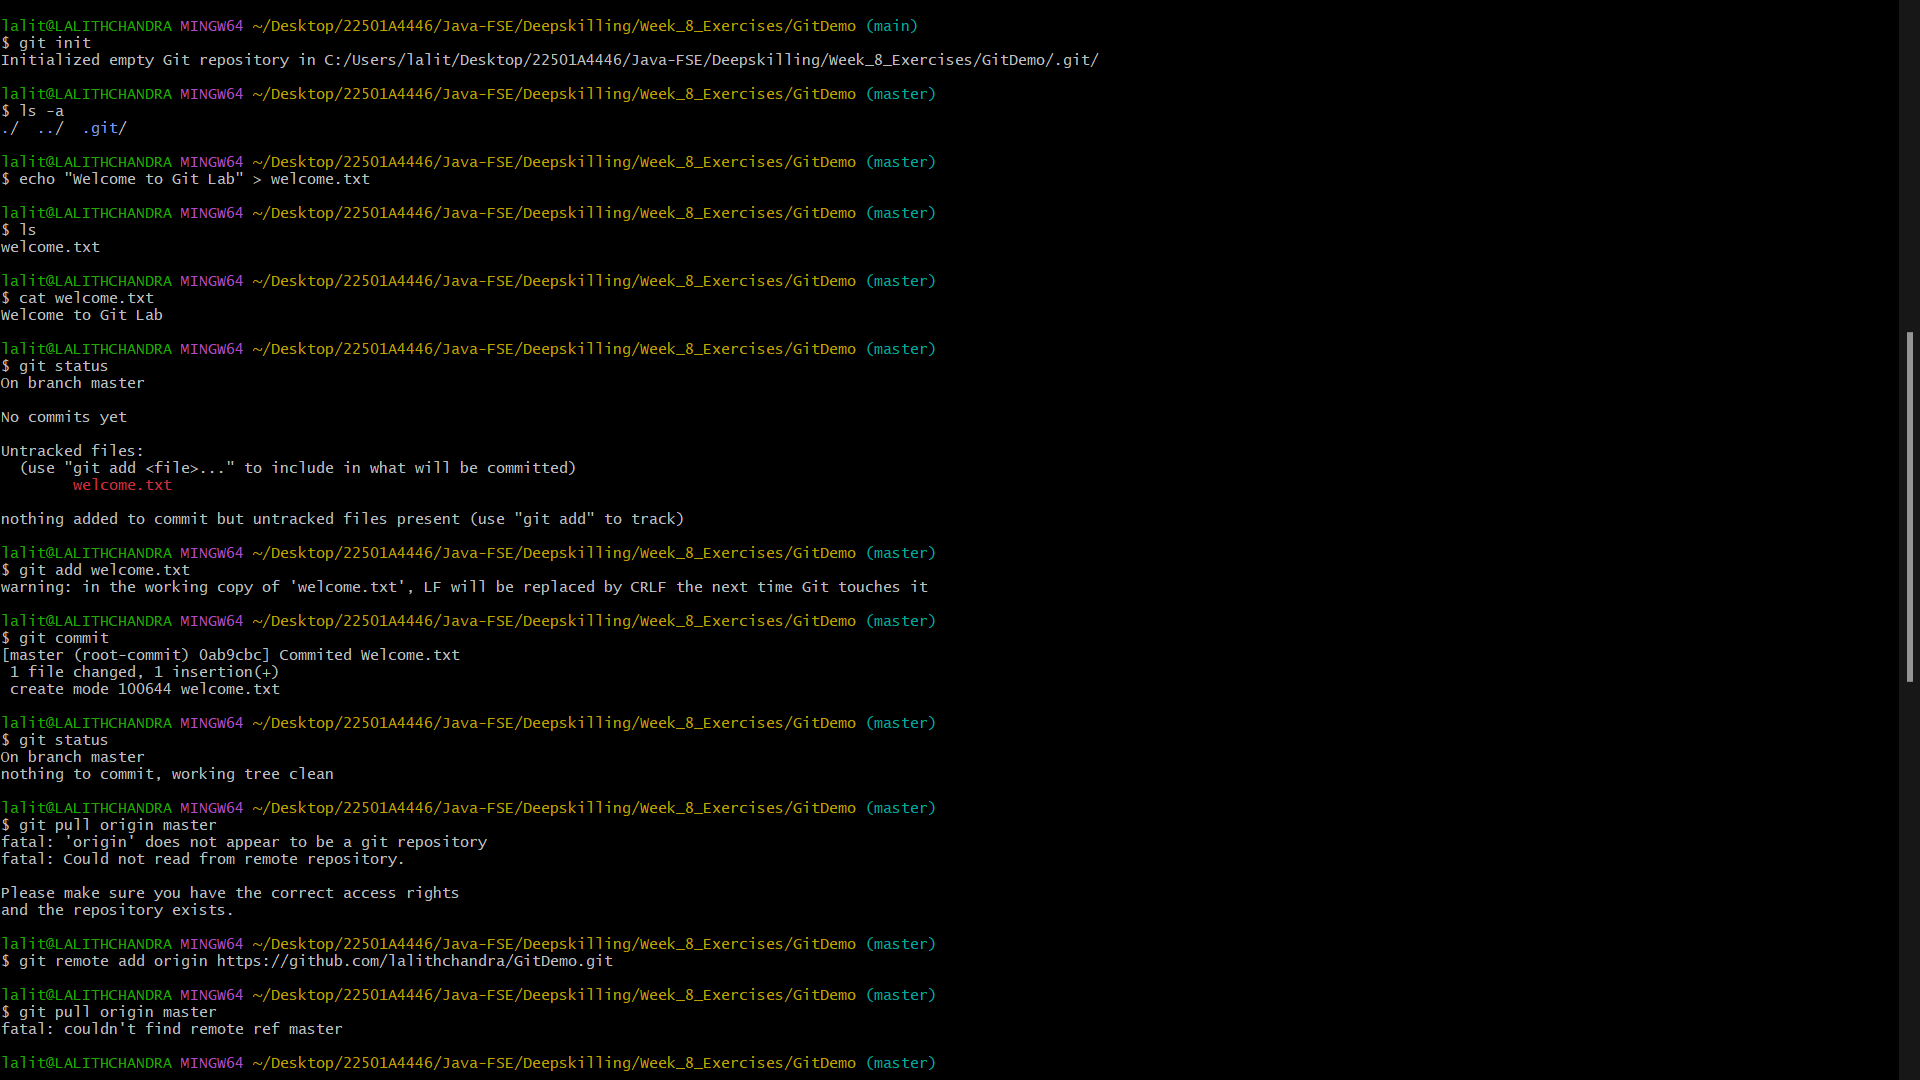 lalit@LALITHCHANDRA MINGW64 ~/Desktop/22501A4446/Java-FSE/Deepskilling/Week_8_Exercises/GitDemo (main)
$ git init
Initialized empty Git repository in C:/Users/lalit/Desktop/22501A4446/Java-FSE/Deepskilling/Week_8_Exercises/GitDemo/.git/
lalit@LALITHCHANDRA MINGW64 ~/Desktop/22501A4446/Java-FSE/Deepskilling/Week_8_Exercises/GitDemo (master)
$ ls -a
./  ../  .git/
lalit@LALITHCHANDRA MINGW64 ~/Desktop/22501A4446/Java-FSE/Deepskilling/Week_8_Exercises/GitDemo (master)
$ echo "Welcome to Git Lab" > welcome.txt
lalit@LALITHCHANDRA MINGW64 ~/Desktop/22501A4446/Java-FSE/Deepskilling/Week_8_Exercises/GitDemo (master)
$ ls
welcome.txt
lalit@LALITHCHANDRA MINGW64 ~/Desktop/22501A4446/Java-FSE/Deepskilling/Week_8_Exercises/GitDemo (master)
$ cat welcome.txt
Welcome to Git Lab
lalit@LALITHCHANDRA MINGW64 ~/Desktop/22501A4446/Java-FSE/Deepskilling/Week_8_Exercises/GitDemo (master)
$ git status
On branch master
No commits yet
Untracked files:
  (use "git add <file>..." to include in what will be committed)
        welcome.txt
nothing added to commit but untracked files present (use "git add" to track)
lalit@LALITHCHANDRA MINGW64 ~/Desktop/22501A4446/Java-FSE/Deepskilling/Week_8_Exercises/GitDemo (master)
$ git add welcome.txt
warning: in the working copy of 'welcome.txt', LF will be replaced by CRLF the next time Git touches it
lalit@LALITHCHANDRA MINGW64 ~/Desktop/22501A4446/Java-FSE/Deepskilling/Week_8_Exercises/GitDemo (master)
$ git commit
[master (root-commit) 0ab9cbc] Commited Welcome.txt
 1 file changed, 1 insertion(+)
 create mode 100644 welcome.txt
lalit@LALITHCHANDRA MINGW64 ~/Desktop/22501A4446/Java-FSE/Deepskilling/Week_8_Exercises/GitDemo (master)
$ git status
On branch master
nothing to commit, working tree clean
lalit@LALITHCHANDRA MINGW64 ~/Desktop/22501A4446/Java-FSE/Deepskilling/Week_8_Exercises/GitDemo (master)
$ git pull origin master
fatal: 'origin' does not appear to be a git repository
fatal: Could not read from remote repository.
Please make sure you have the correct access rights
and the repository exists.
lalit@LALITHCHANDRA MINGW64 ~/Desktop/22501A4446/Java-FSE/Deepskilling/Week_8_Exercises/GitDemo (master)
$ git remote add origin https://github.com/lalithchandra/GitDemo.git
lalit@LALITHCHANDRA MINGW64 ~/Desktop/22501A4446/Java-FSE/Deepskilling/Week_8_Exercises/GitDemo (master)
$ git pull origin master
fatal: couldn't find remote ref master
lalit@LALITHCHANDRA MINGW64 ~/Desktop/22501A4446/Java-FSE/Deepskilling/Week_8_Exercises/GitDemo (master)